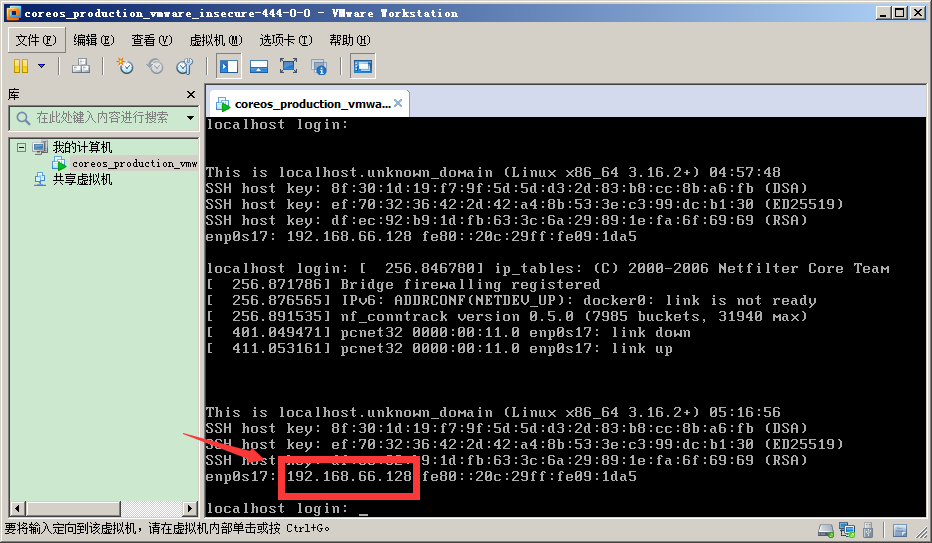 coreos_production_vmware_insecure-444-0-0 - VMware Workstation
文件(F) 编辑(E) 查看(V) 虚拟机(M) 选项卡(T) 帮助(H)
库
在此处键入内容进行搜索
我的计算机
coreos_production_vmw
共享虚拟机
coreos_production_vmwa...
localhost login:
This is localhost.unknown_domain (Linux x86_64 3.16.2+) 04:57:48
SSH host key: 8f:30:1d:19:f7:9f:5d:5d:d3:2d:83:b8:cc:8b:a6:fb (DSA)
SSH host key: ef:70:32:36:42:2d:42:a4:8b:53:3e:c3:99:dc:b1:30 (ED25519)
SSH host key: df:ec:92:b9:1d:fb:63:3c:6a:29:89:1e:fa:6f:69:69 (RSA)
enp0s17: 192.168.66.128 fe80::20c:29ff:fe09:1da5
localhost login: [  256.846780] ip_tables: (C) 2000-2006 Netfilter Core Team
[  256.871786] Bridge firewalling registered
[  256.876565] IPv6: ADDRCONF(NETDEV_UP): docker0: link is not ready
[  256.891535] nf_conntrack version 0.5.0 (7985 buckets, 31940 max)
[  401.049471] pcnet32 0000:00:11.0 enp0s17: link down
[  411.053161] pcnet32 0000:00:11.0 enp0s17: link up
This is localhost.unknown_domain (Linux x86_64 3.16.2+) 05:16:56
SSH host key: 8f:30:1d:19:f7:9f:5d:5d:d3:2d:83:b8:cc:8b:a6:fb (DSA)
SSH host key: ef:70:32:36:42:2d:42:a4:8b:53:3e:c3:99:dc:b1:30 (ED25519)
SSH host key: :b9:1d:fb:63:3c:6a:29:89:1e:fa:6f:69:69 (RSA)
enp0s17: 192.168.66.128 fe80::20c:29ff:fe09:1da5
localhost login: _
要将输入定向到该虚拟机，请在虚拟机内部单击或按 Ctrl+G。